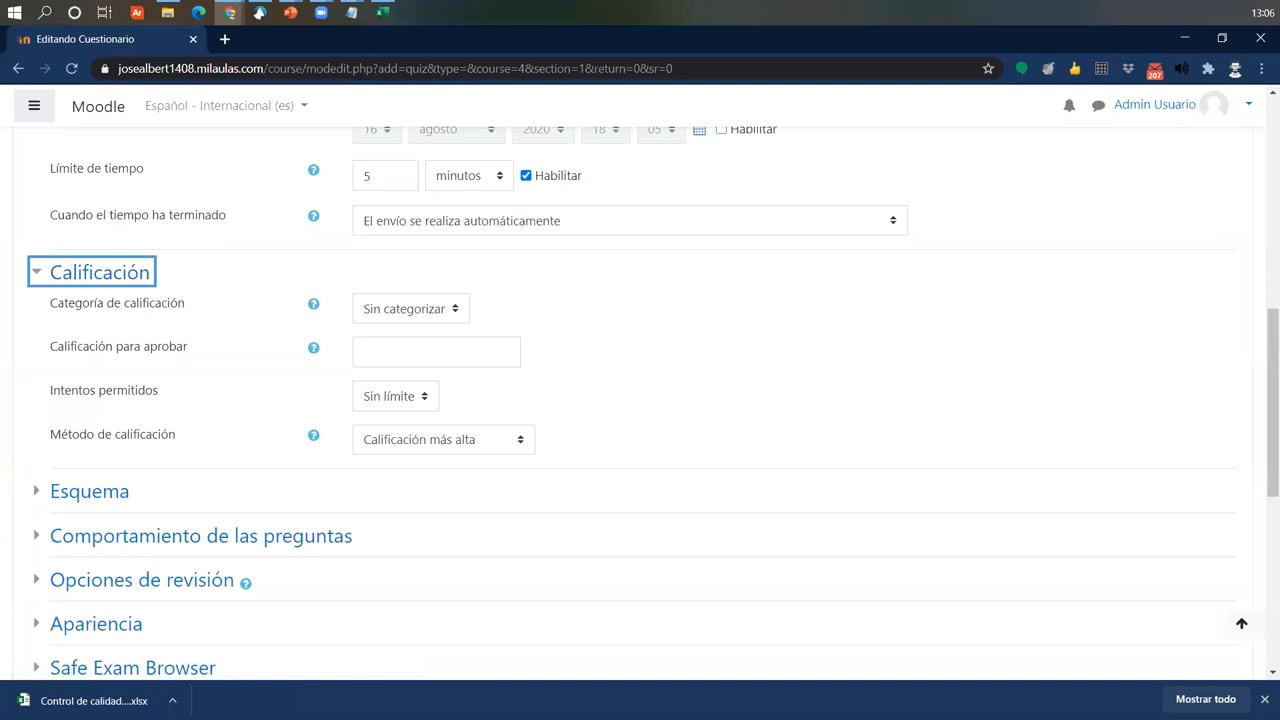 13:06
Editando Cuestionario
josealbert1408.milaulas.com/course/modedit.php?add=quiz&type=&course=4&section=1&return=0&sr=0
207
Moodle Español - Internacional (es)
Admin Usuario
16 agosto 2020 18 05 Habilitar
Límite de tiempo
5 minutos Habilitar
Cuando el tiempo ha terminado
El envío se realiza automáticamente
Calificación
Categoría de calificación
Sin categorizar
Calificación para aprobar
Intentos permitidos
Sin límite
Método de calificación
Calificación más alta
Esquema
Comportamiento de las preguntas
Opciones de revisión
Apariencia
Safe Exam Browser
Control de calidad....xlsx
Mostrar todo